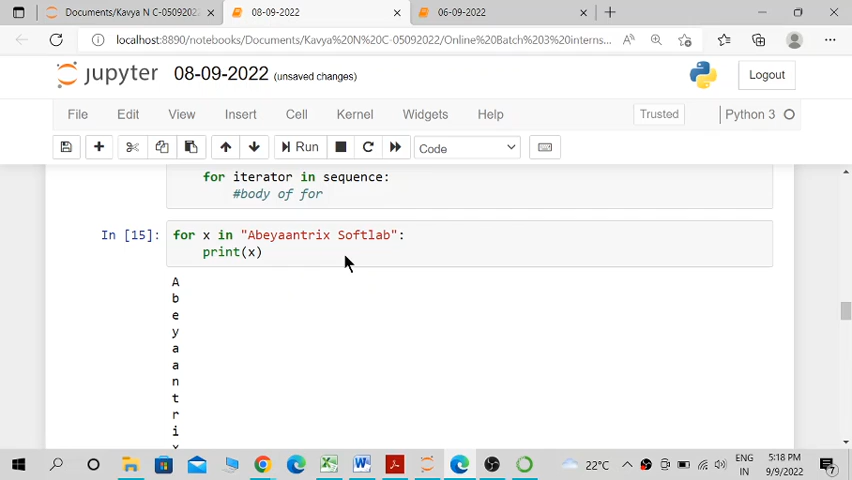 Documents/Kavya N C-0509202
08-09-2022
06-09-2022
localhost:8890/notebooks/Documents/Kavya%20N%20C-05092022/Online%20Batch%203%20interns...
jupyter 08-09-2022 (unsaved changes)
Logout
File Edit View Insert Cell Kernel Widgets Help
Trusted
Python 3
Run
Code
for iterator in sequence:
#body of for
In [15]: for x in "Abeyaantrix Softlab":
print(x)
A
b
e
y
a
a
n
t
r
i
x
22°C
ENG
IN
5:18 PM
9/9/2022
7